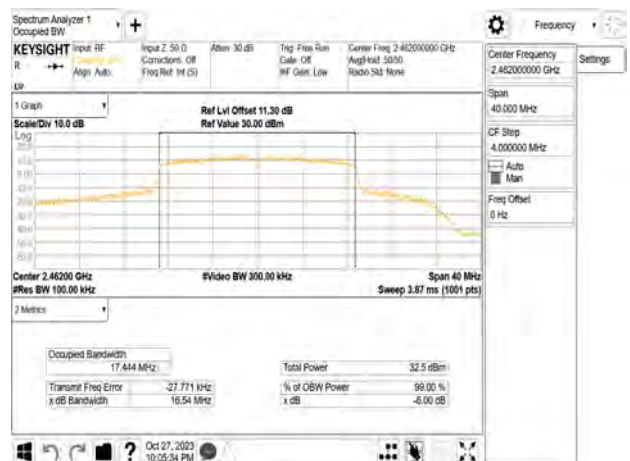 Spectrum Analyzer 1
Occupied BW
+
Frequency
KEYSIGHT
R
Input: RF
Align: Auto
Input Z: 50 Ω
Corrections: Off
Freq Ref: Int (S)
Atten: 30 dB
Trig: Free Run
Gate: Off
#IF Gain: Low
Center Freq: 2.462000000 GHz
Avg|Hold: 50/50
Radio Std: None
Center Frequency
2.462000000 GHz
Settings
Span
40.000 MHz
CF Step
4.000000 MHz
Auto
Man
Freq Offset
0 Hz
1 Graph
Scale/Div 10.0 dB
Ref Lvl Offset 11.30 dB
Ref Value 30.00 dBm
Log
Center 2.46200 GHz
#Res BW 100.00 kHz
#Video BW 300.00 kHz
Span 40 MHz
Sweep 3.87 ms (1001 pts)
2 Metrics
Occupied Bandwidth
17.444 MHz
Total Power 32.5 dBm
Transmit Freq Error -27.771 kHz
% of OBW Power 99.00 %
x dB Bandwidth 16.54 MHz
x dB -6.00 dB
?
Oct 27, 2023
10:05:34 PM